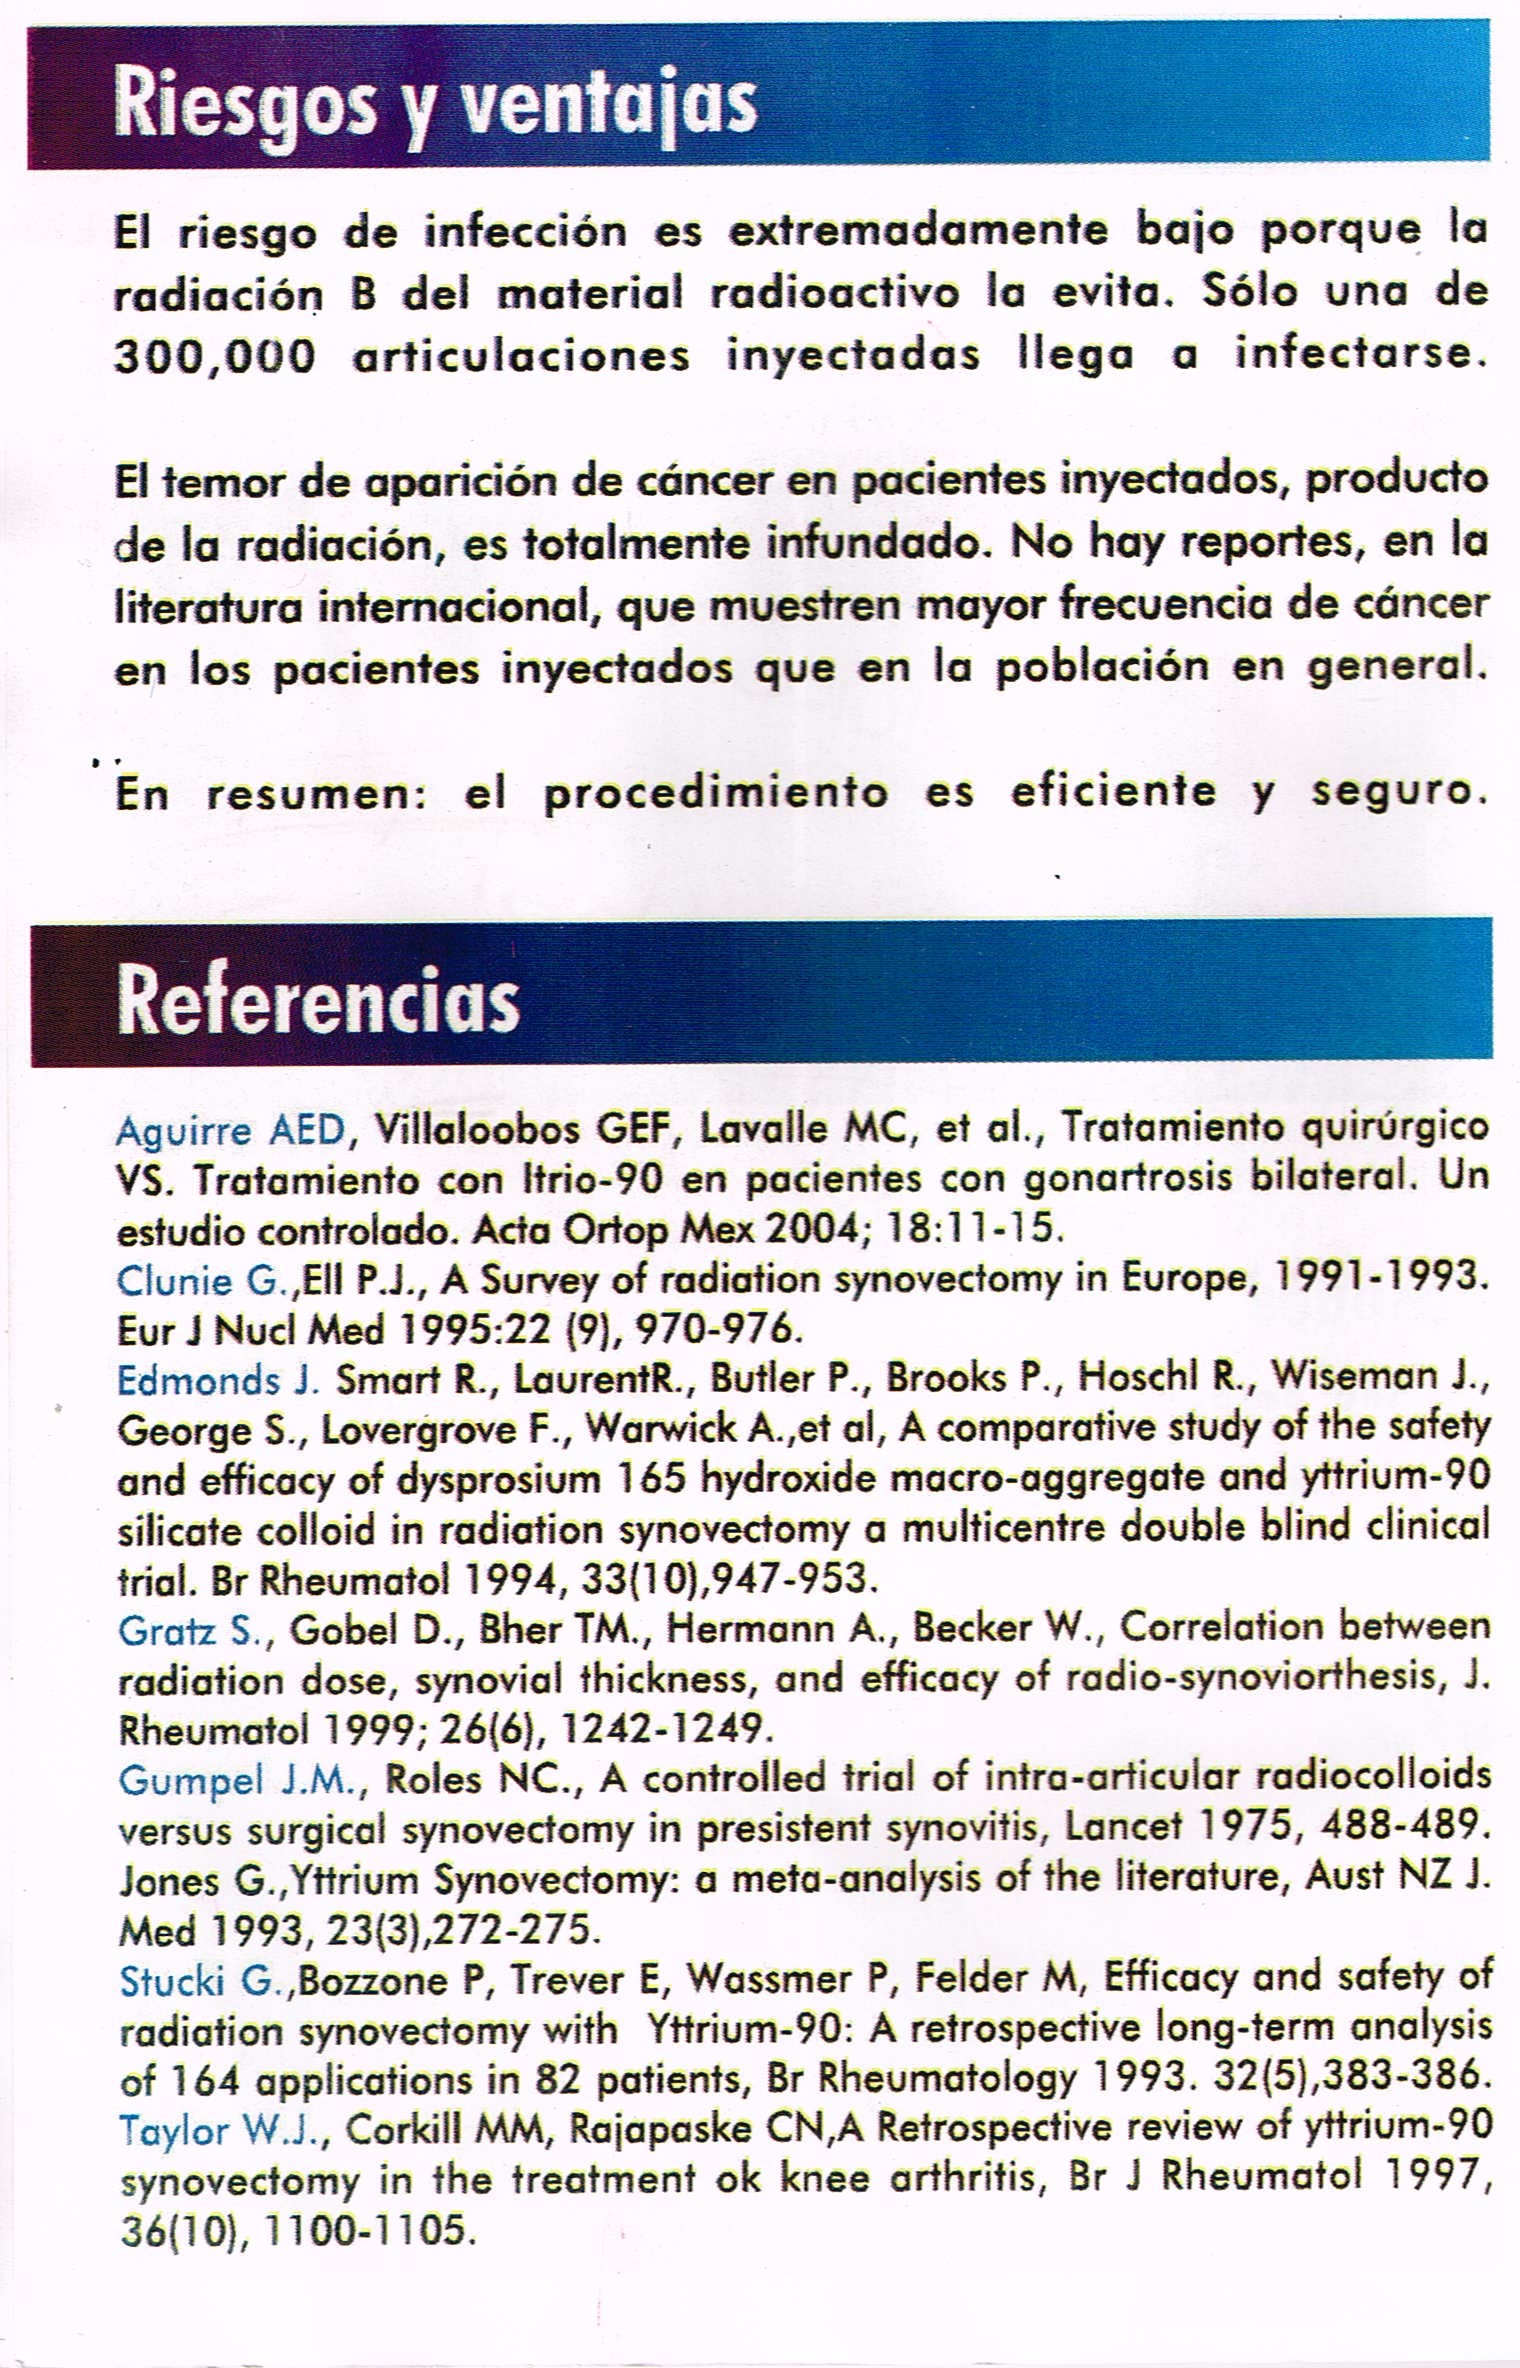 Riesgos y ventajas
El riesgo de infección es extremadamente bajo porque la
radiación B del material radioactivo la evita. Sólo una de
300,000 articulaciones inyectadas llega a infectarse.
El temor de aparición de cáncer en pacientes inyectados, producto
de la radiación, es totalmente infundado. No hay reportes, en la
literatura internacional, que muestren mayor frecuencia de cáncer
en los pacientes inyectados que en la población en general.
En resumen: el procedimiento es eficiente y seguro.
Referencias
Aguirre AED, Villaloobos GEF, Lavalle MC, et al., Tratamiento quirúrgico
VS. Tratamiento con Itrio-90 en pacientes con gonartrosis bilateral. Un
estudio controlado. Acta Ortop Mex 2004; 18:11-15.
Clunie G.,Ell P.J., A Survey of radiation synovectomy in Europe, 1991-1993.
Eur J Nucl Med 1995:22 (9), 970-976.
Edmonds J. Smart R., LaurentR., Butler P., Brooks P., Hoschl R., Wiseman J.,
George S., Lovergrove F., Warwick A.,et al, A comparative study of the safety
and efficacy of dysprosium 165 hydroxide macro-aggregate and yttrium-90
silicate colloid in radiation synovectomy a multicentre double blind clinical
trial. Br Rheumatol 1994, 33(10),947-953.
Gratz S., Gobel D., Bher TM., Hermann A., Becker W., Correlation between
radiation dose, synovial thickness, and efficacy of radio-synoviorthesis, J.
Rheumatol 1999; 26(6), 1242-1249.
Gumpel J.M., Roles NC., A controlled trial of intra-articular radiocolloids
versus surgical synovectomy in presistent synovitis, Lancet 1975, 488-489.
Jones G.,Yttrium Synovectomy: a meta-analysis of the literature, Aust NZ J.
Med 1993, 23(3),272-275.
Stucki G.,Bozzone P, Trever E, Wassmer P, Felder M, Efficacy and safety of
radiation synovectomy with Yttrium-90: A retrospective long-term analysis
of 164 applications in 82 patients, Br Rheumatology 1993. 32(5),383-386.
Taylor W.J., Corkill MM, Rajapaske CN,A Retrospective review of yttrium-90
synovectomy in the treatment ok knee arthritis, Br J Rheumatol 1997,
36(10), 1100-1105.